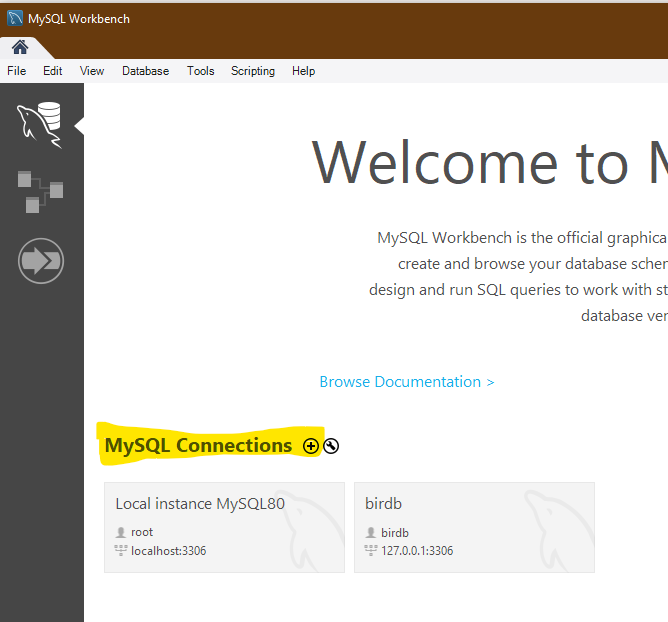 MySQL Workbench
File Edit View Database Tools Scripting Help
Welcome to
MySQL Workbench is the official graphica
create and browse your database schem
design and run SQL queries to work with st
database ver
Browse Documentation >
MySQL Connections
Local instance MySQL80
root
localhost:3306
birdb
birdb
127.0.0.1:3306